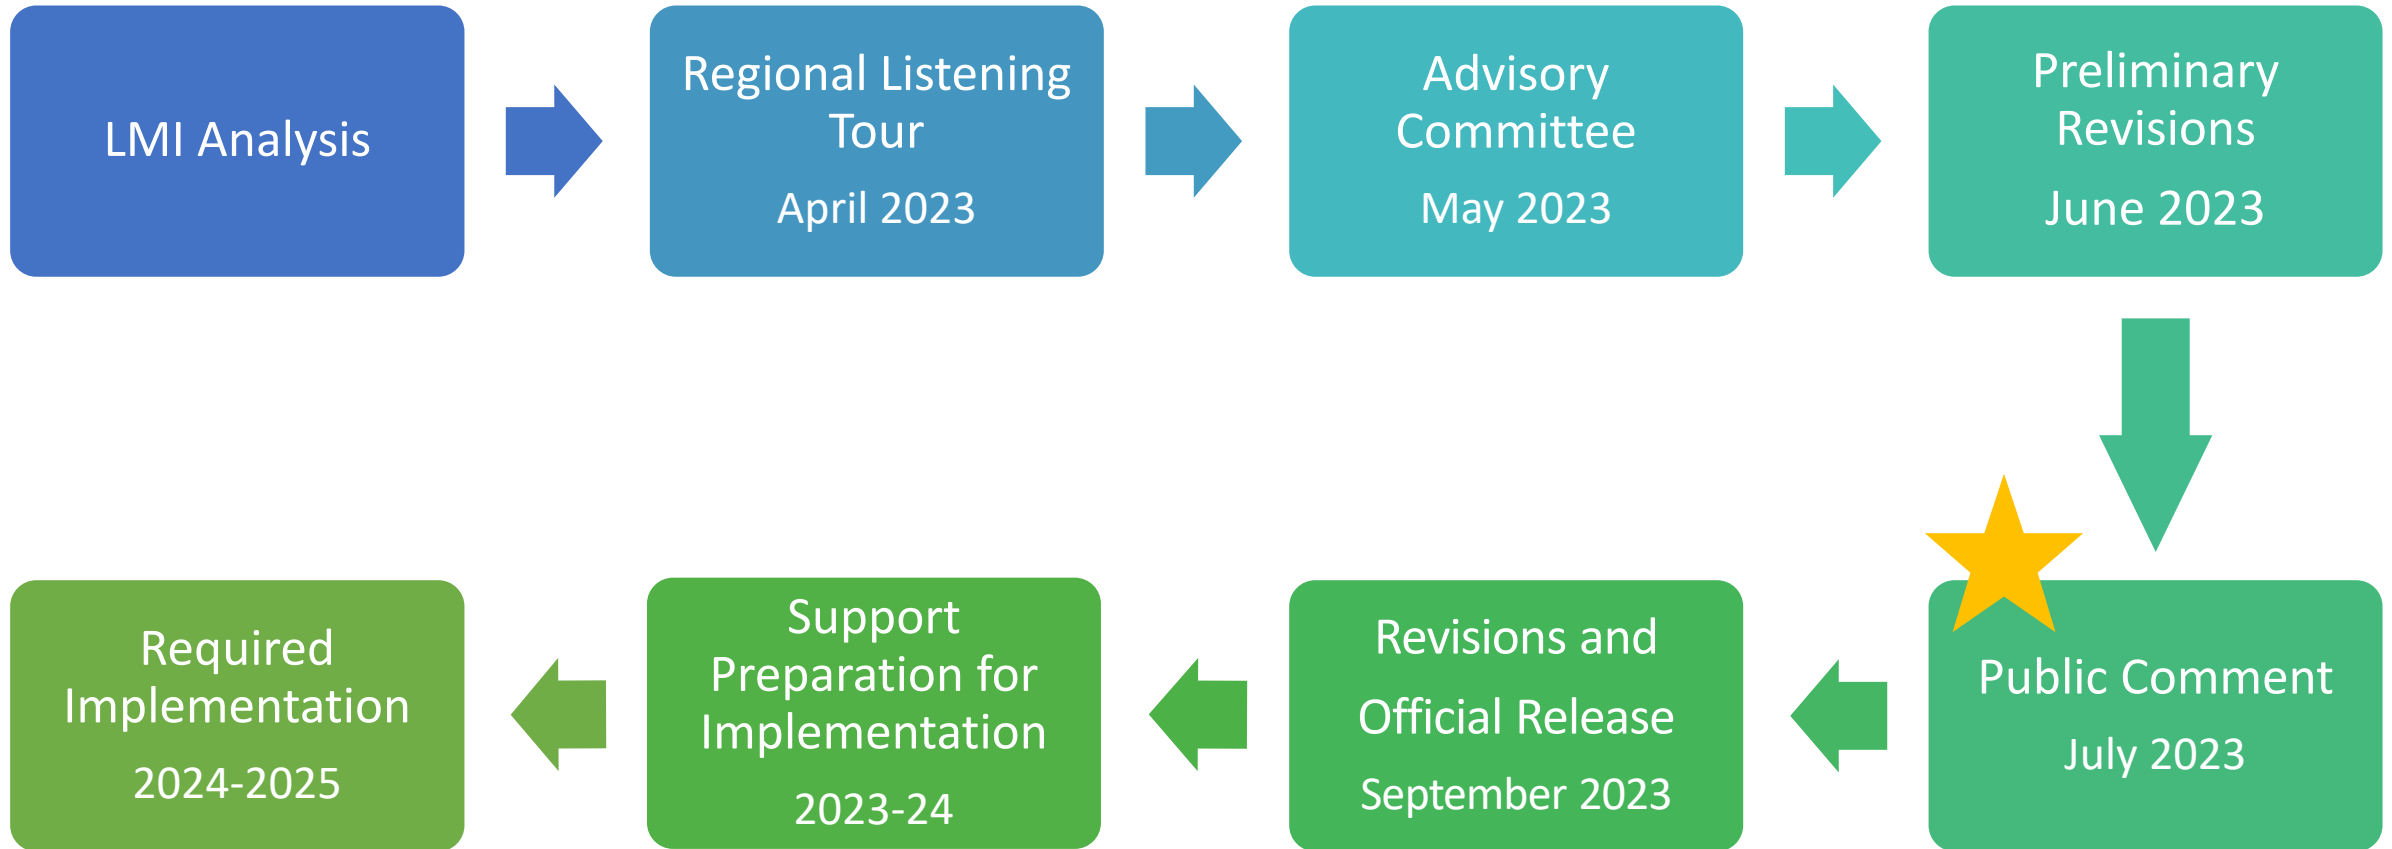 LMI Analysis
Regional Listening
Tour
April 2023
Advisory
Committee
May 2023
Preliminary
Revisions
June 2023
Public Comment
July 2023
Revisions and
Official Release
September 2023
Support
Preparation for
Implementation
2023-24
Required
Implementation
2024-2025